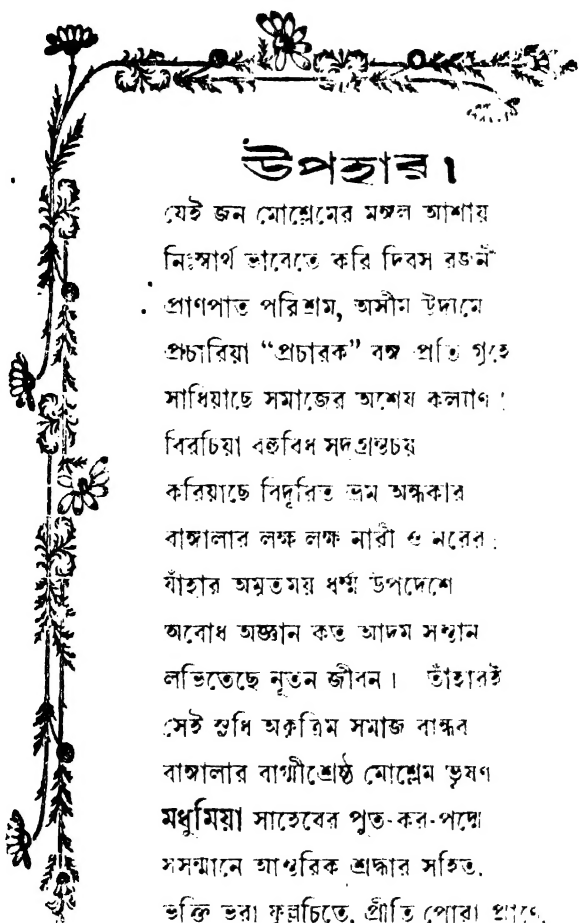 উপহার।
যেই জন মোশ্লেমের মঙ্গল আশায়
নিঃস্বার্থ ভাবেতে করি দিবস রজনী
প্রাণপাত পরিশ্রম, অসীম উদ্যমে
প্রচারিয়া “প্রচারক” বঙ্গ প্রতি গৃহে
সাধিয়াছে সমাজের অশেষ কল্যাণ ;
বিরচিয়া বহুবিধ সদগ্রন্থচয়
করিয়াছে বিদূরিত ভ্রম অন্ধকার
বাঙ্গালার লক্ষ লক্ষ নারী ও নরের ;
যাঁহার অমৃতময় ধর্ম্ম উপদেশে
অবোধ অজ্ঞান কত আদম সন্তান
লভিতেছে নূতন জীবন। তাঁহারই
সেই সুধি অকৃত্রিম সমাজ বান্ধব
বাঙ্গালার বাগ্মীশ্রেষ্ঠ মোশ্লেম ভূষণ
মধুমিয়া সাহেবের পুত-কর-পদ্মে
সসম্মানে আন্তরিক শ্রদ্ধার সহিত.
ভক্তি ভরা ফুল্লচিতে, প্রীতি পোরা প্রাণে,